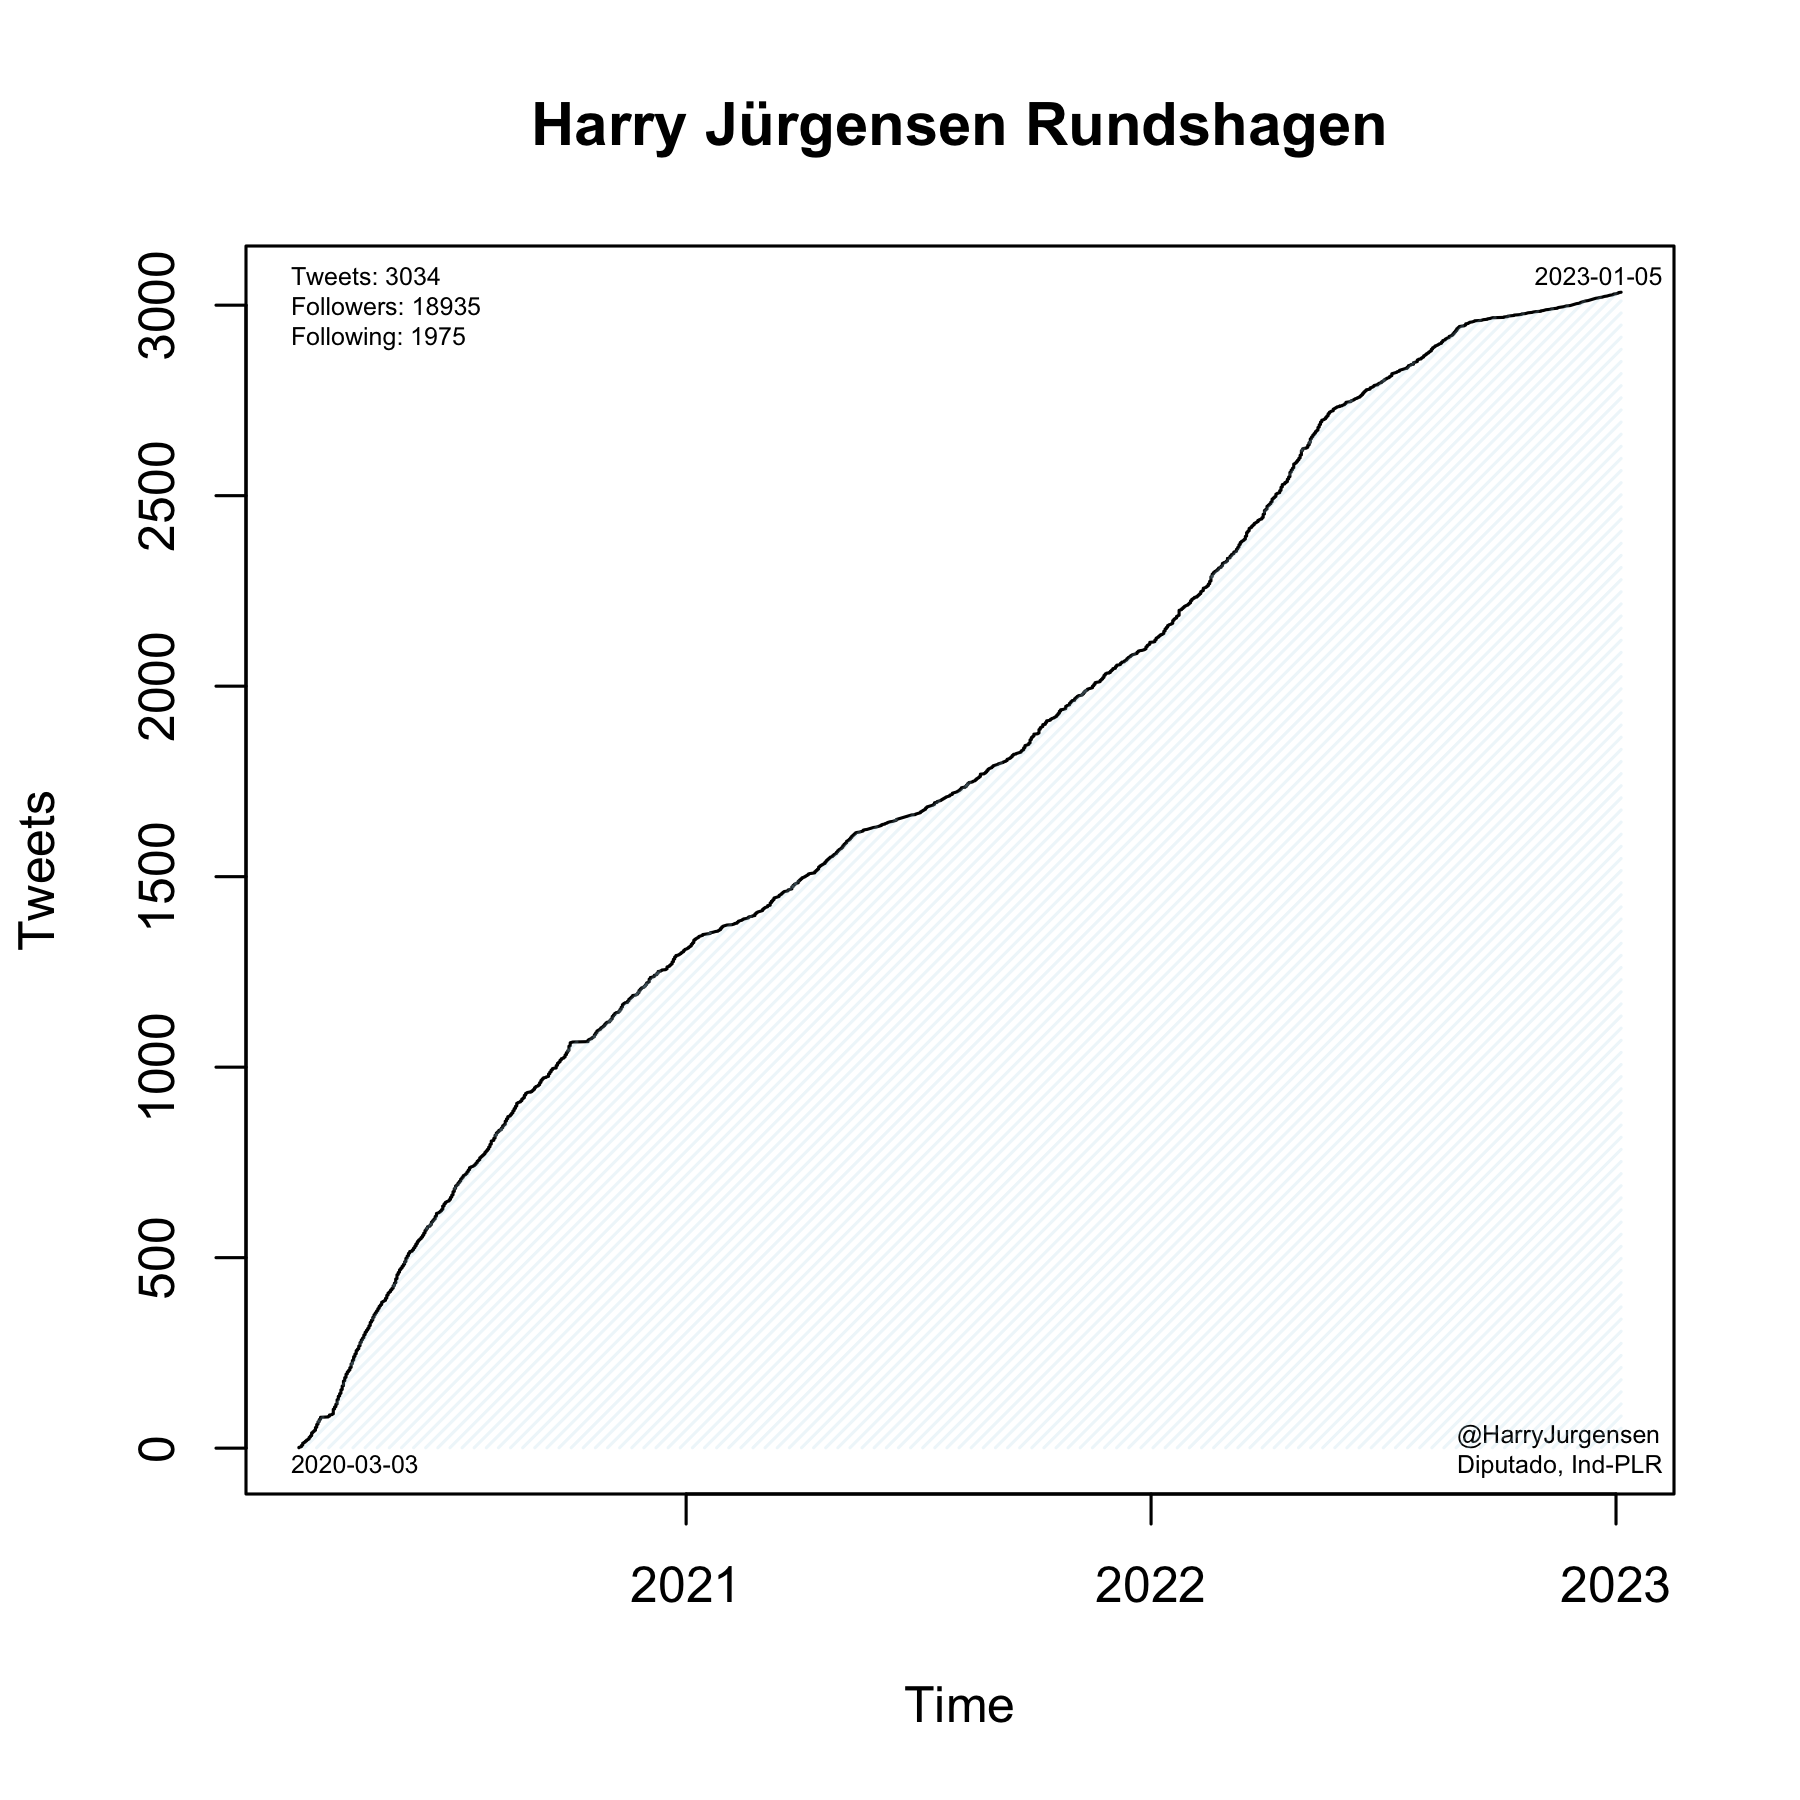 Harry Jürgensen Rundshagen
Tweets: 3034
Followers: 18935
Following: 1975
2023-01-05
3000
2500
2000
1500
1000
500
0
Tweets
2020-03-03
@HarryJurgensen
Diputado, Ind-PLR
2021
2022
2023
Time